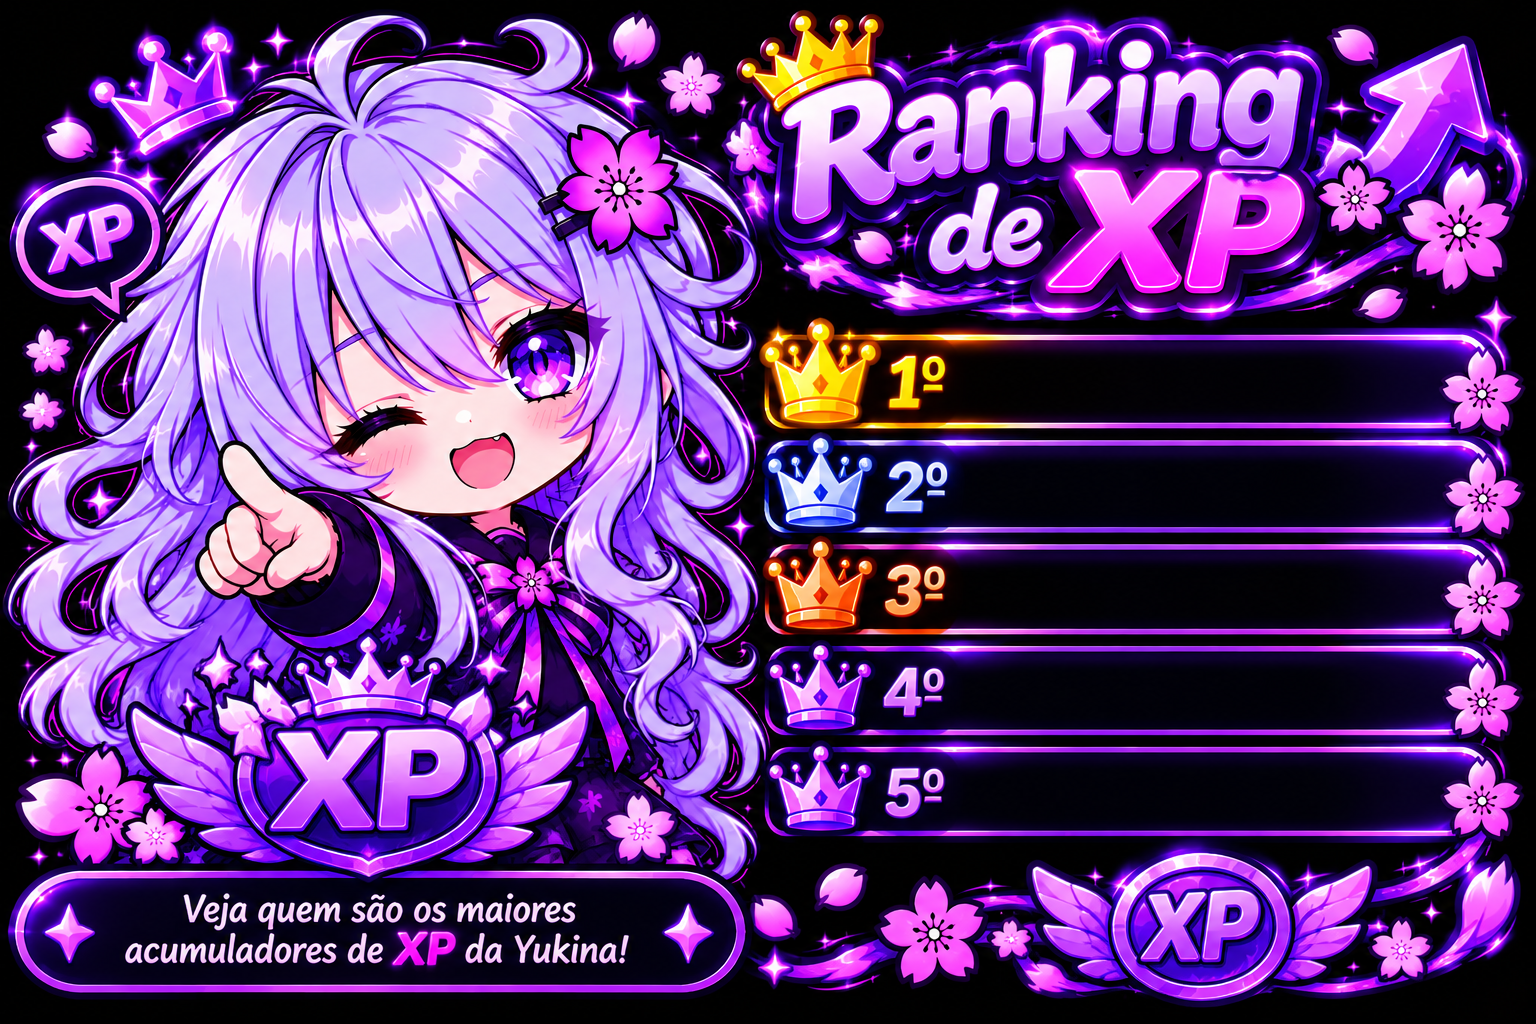 XP
Ranking
de XP
1º
2º
3º
4º
5º
XP
Veja quem são os maiores
acumuladores de XP da Yukina!
XP